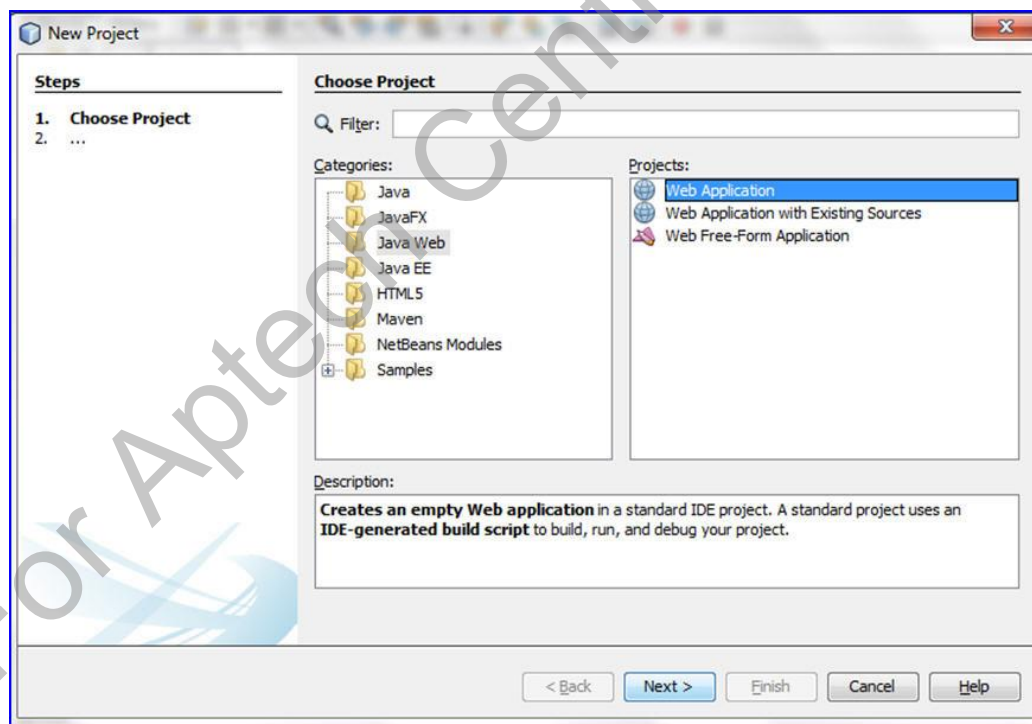 New Project
Steps
1. Choose Project
2. ...
Choose Project
Filter:
Categories:
Java
JavaFX
Java Web
Java EE
HTML5
Maven
NetBeans Modules
Samples
Projects:
Web Application
Web Application with Existing Sources
Web Free-Form Application
Description:
Creates an empty Web application in a standard IDE project. A standard project uses an
IDE-generated build script to build, run, and debug your project.
< Back
Next >
Finish
Cancel
Help
For Aptech Cent